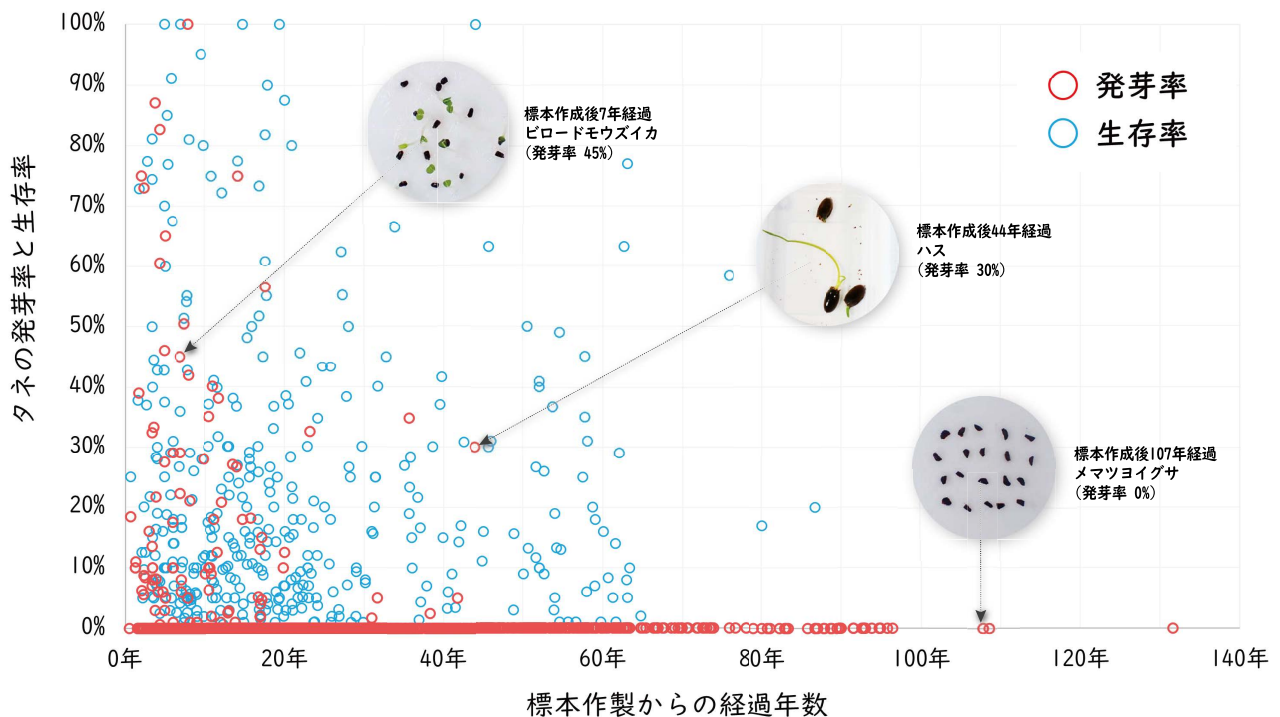 100%
90%
80%
70%
60%
50%
40%
30%
20%
10%
0%
タネの発芽率と生存率
発芽率
生存率
標本作成後7年経過
ビロードモウズイカ
(発芽率 45%)
標本作成後44年経過
ハス
(発芽率 30%)
標本作成後107年経過
メマツヨイグサ
(発芽率 0%)
0年
20年
40年
60年
80年
100年
120年
140年
標本作製からの経過年数